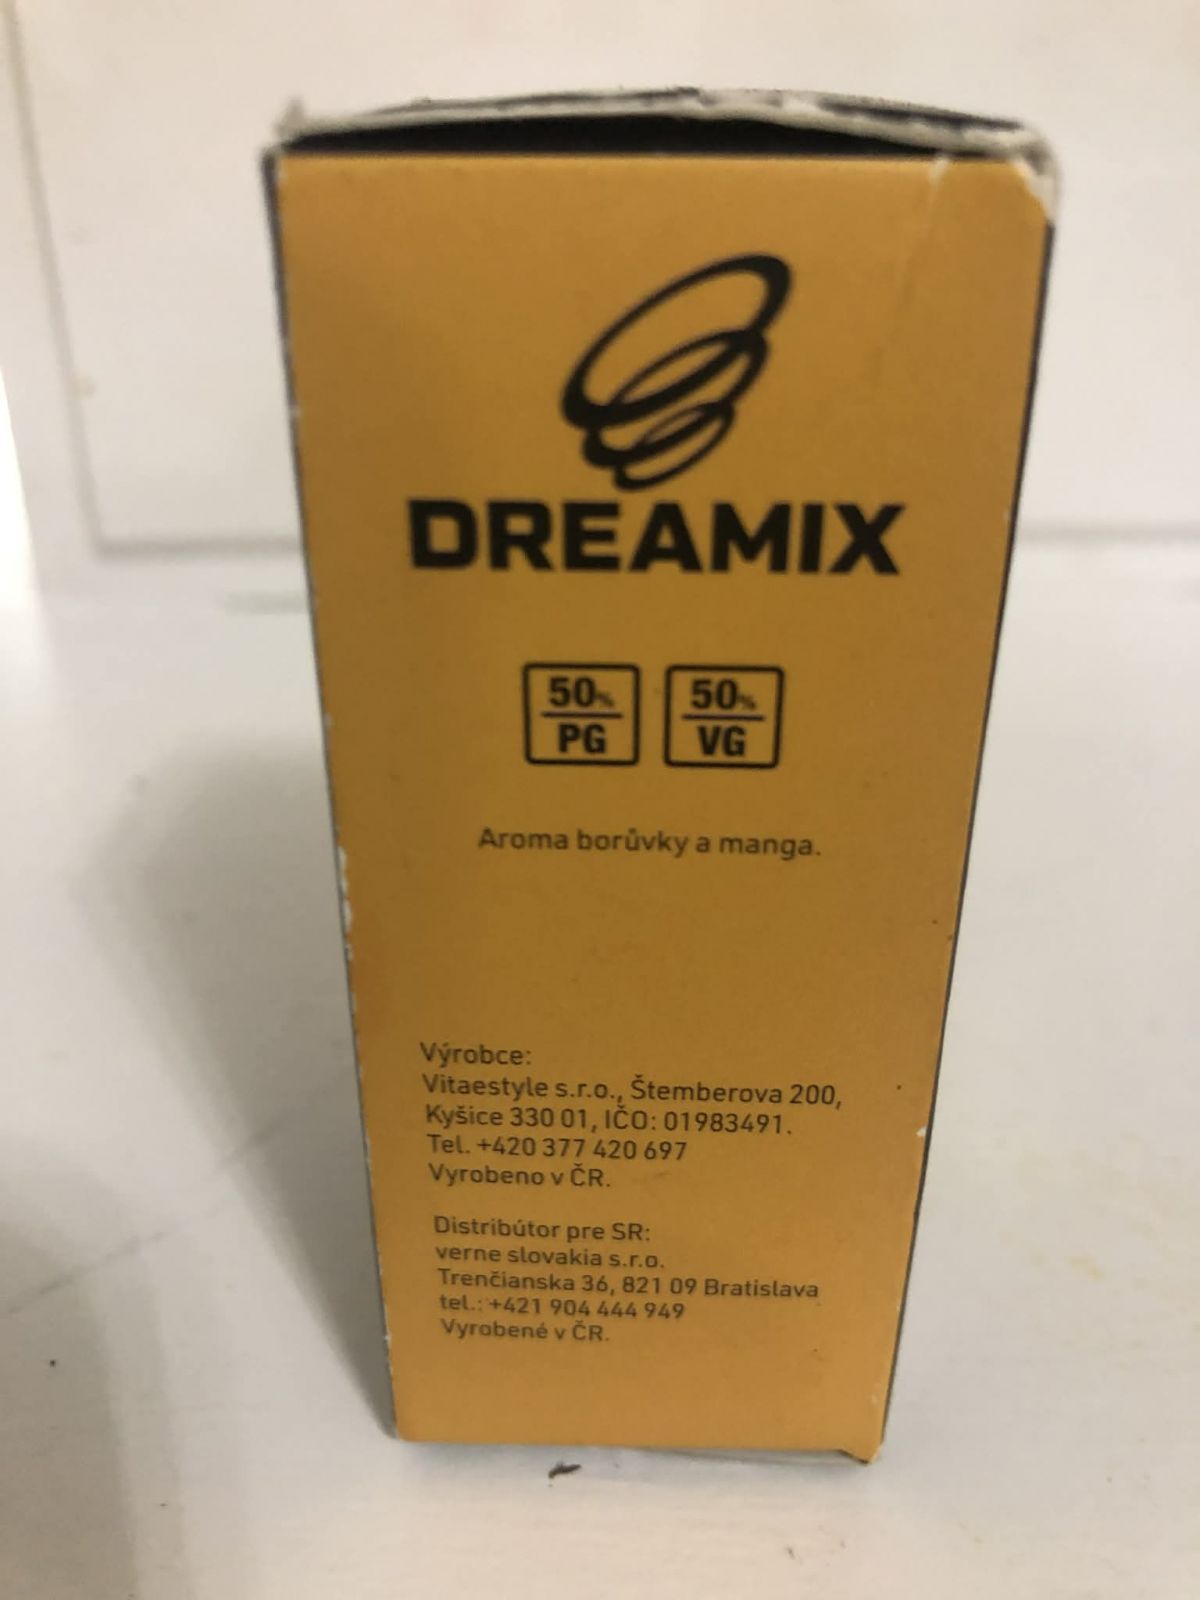 DREAMIX
50% 50%
PG VG
Aroma borůvky a manga.
Výrobce:
Vitaestyle s.r.o., Štemberova 200,
Kyšice 330 01, IČO: 01983491.
Tel. +420 377 420 697
Vyrobeno v ČR.
Distribútor pre SR:
verne slovakia s.r.o.
Trenčianska 36, 821 09 Bratislava
tel.: +421 904 444 949
Vyrobené v ČR.